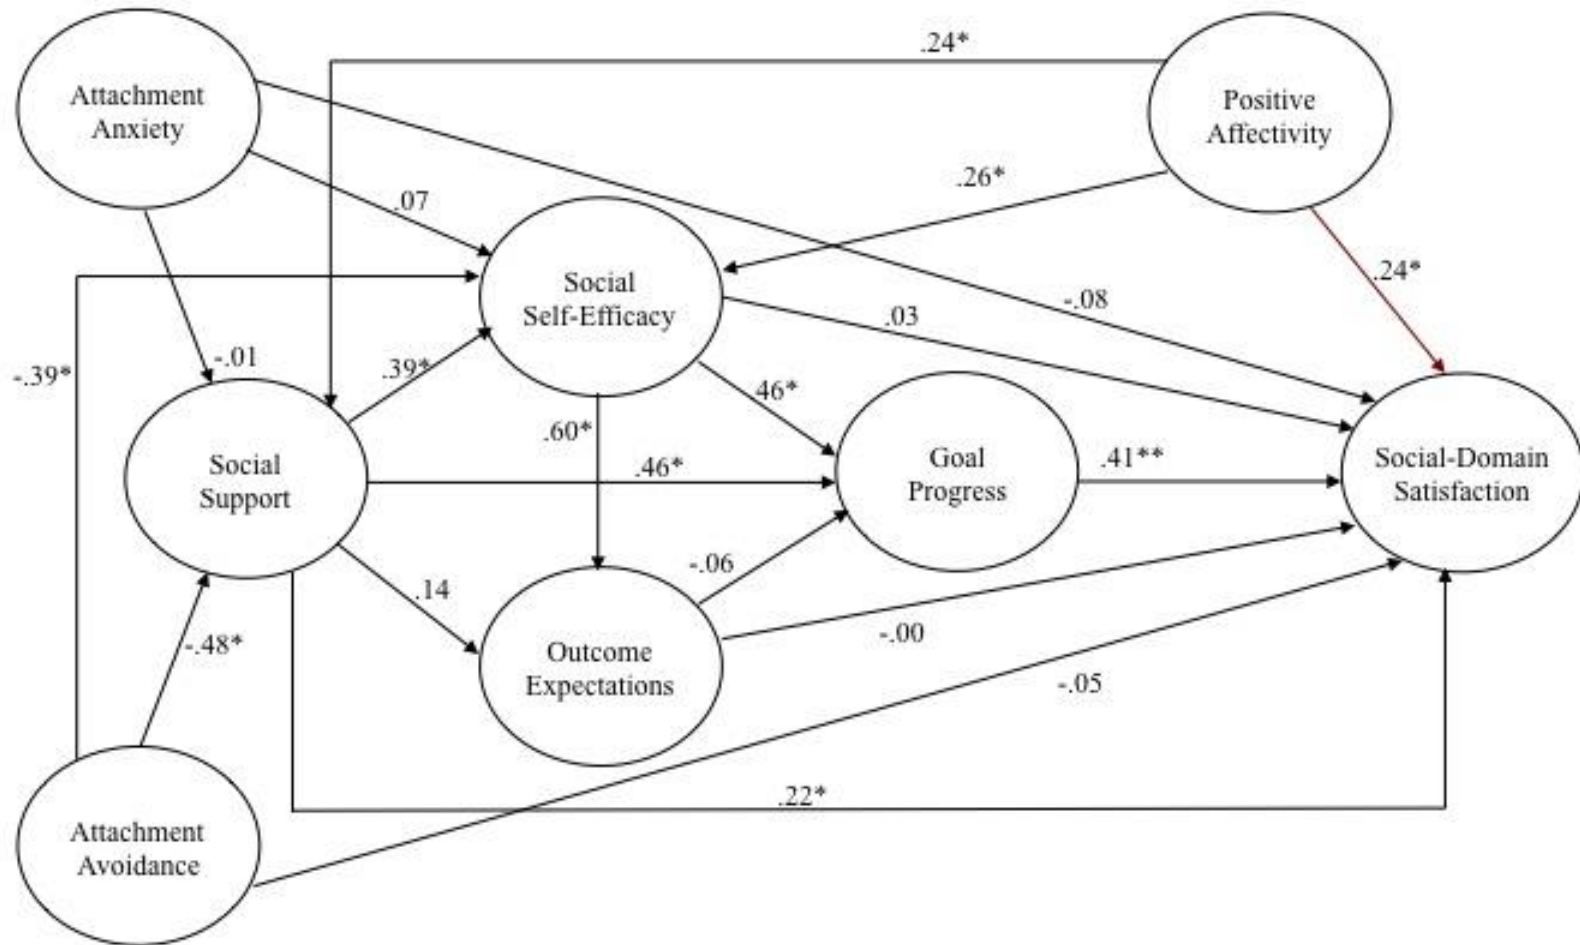 Attachment
Anxiety
Positive
Affectivity
.24*
.26*
.07
.24*
-.08
Social
Self-Efficacy
.03
-.01
-.39*
.39*
46*
.60*
Social
Support
.46*
Goal
Progress
.41**
Social-Domain
Satisfaction
-.06
.14
-.00
-.48*
Outcome
Expectations
-.05
.22*
Attachment
Avoidance